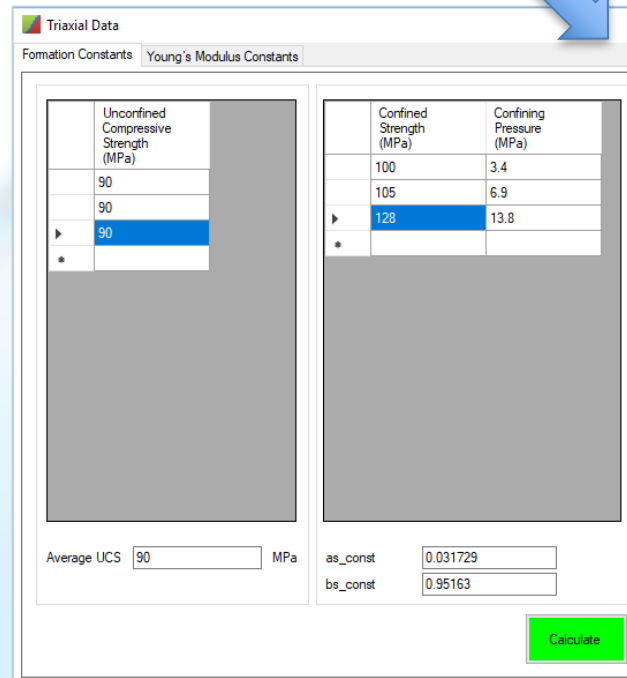 Triaxial Data
Formation Constants
Young's Modulus Constants
Unconfined
Compressive
Strength
(MPa)
90
90
90
*
Average UCS 90 MPa
Confined
Strength
(MPa)
Confining
Pressure
(MPa)
100 3.4
105 6.9
128 13.8
*
as_const 0.031729
bs_const 0.95163
Calculate